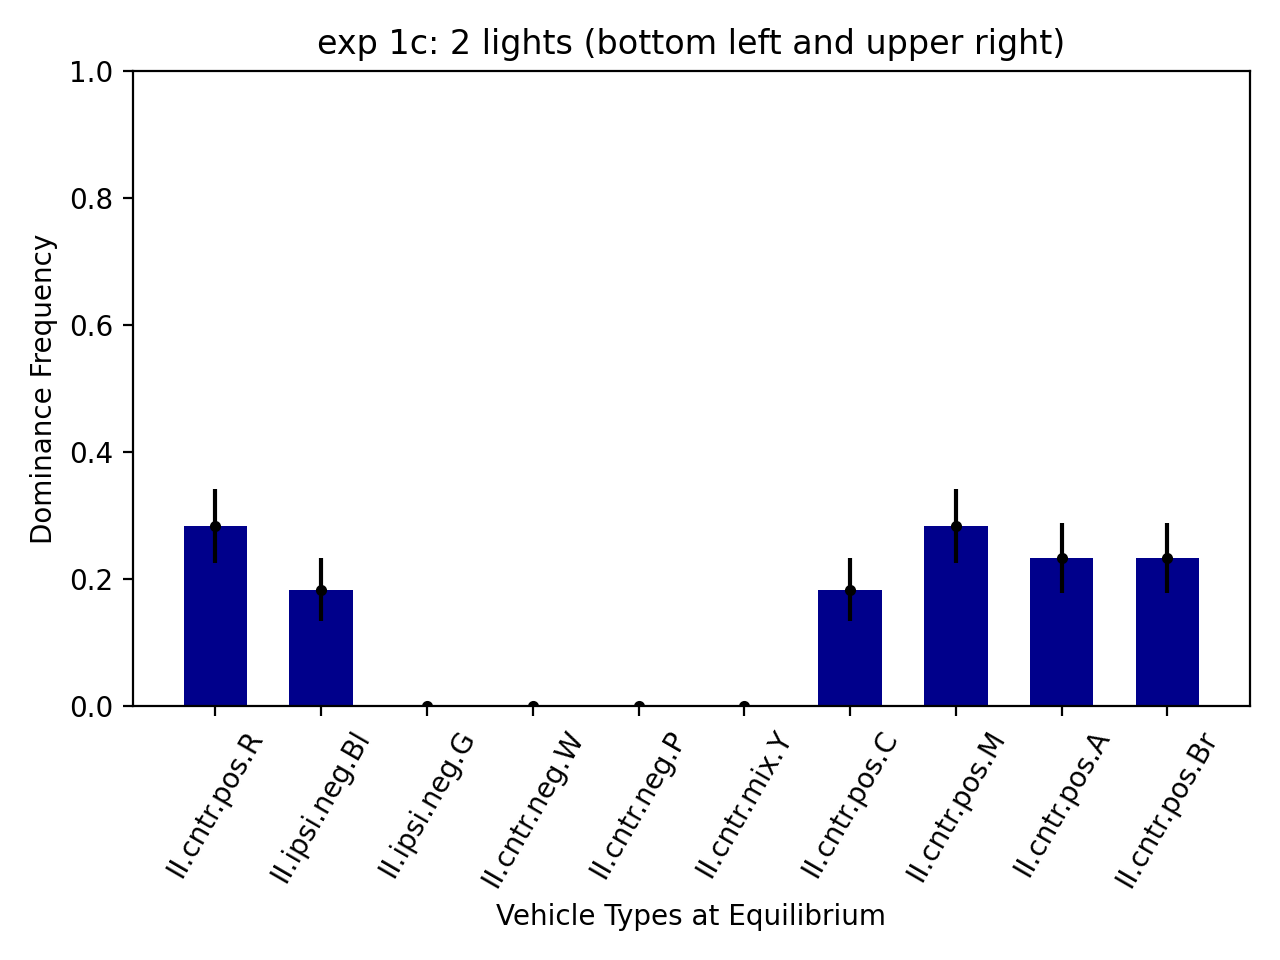 exp 1c: 2 lights (bottom left and upper right)
Dominance Frequency
1.0
0.8
0.6
0.4
0.2
0.0
II.cntr.pos.R
II.ipsi.neg.Bl
II.ipsi.neg.G
II.cntr.neg.W
II.cntr.neg.P
II.cntr.mix.Y
II.cntr.pos.C
II.cntr.pos.M
II.cntr.pos.A
II.cntr.pos.Br
Vehicle Types at Equilibrium